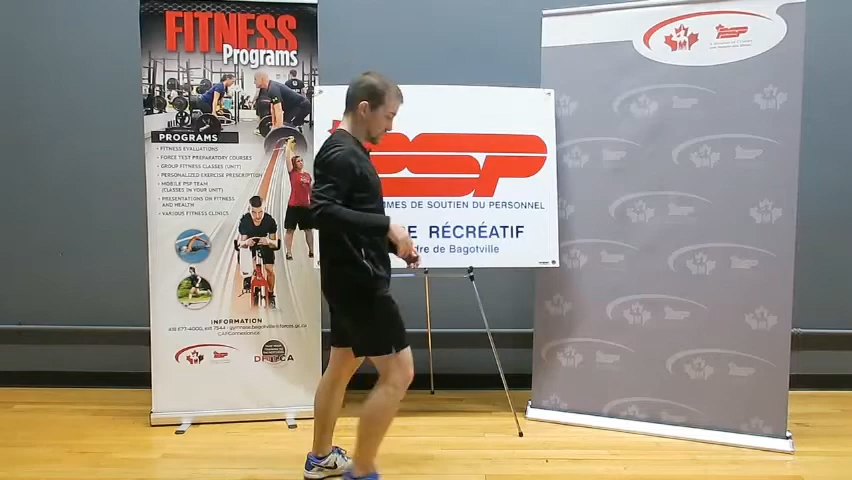 FITNESS
Programs
PROGRAMS
• FITNESS EVALUATIONS
• FORCE TEST PREPARATORY COURSES
• GROUP FITNESS CLASSES (UNIT)
• PERSONALIZED EXERCISE PRESCRIPTION
• MOBILE PSP TEAM
(CLASSES IN YOUR UNIT)
• PRESENTATIONS ON FITNESS
AND HEALTH
• VARIOUS FITNESS CLINICS
INFORMATION
PSP
MMES DE SOUTIEN DU PERSONNEL
E RÉCRÉATIF
dre de Bagotville
PSP